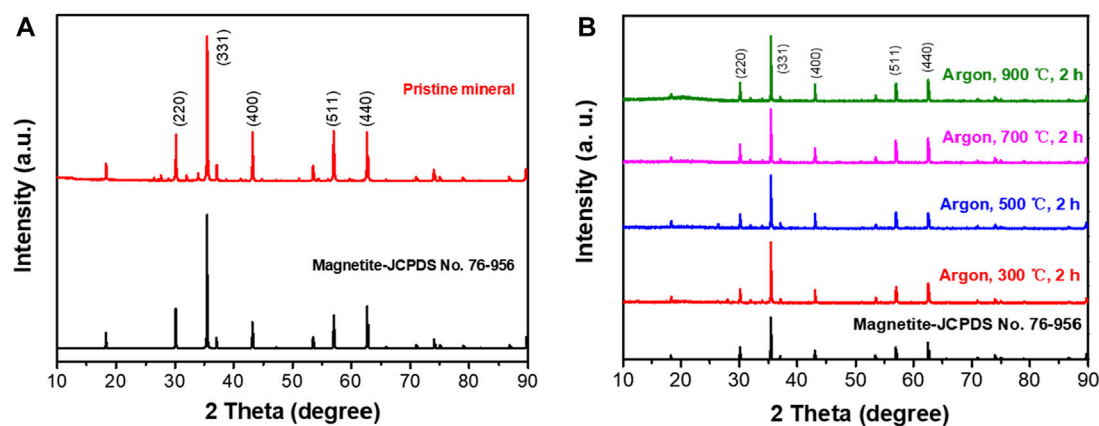 A
(331)
Pristine mineral
(220)
(400)
(511)
(440)
Magnetite-JCPDS No. 76-956
Intensity (a.u.)
10 20 30 40 50 60 70 80 90
2 Theta (degree)
B
(220)
(331)
(400)
(511)
(440)
Argon, 900 ℃, 2 h
Argon, 700 ℃, 2 h
Argon, 500 ℃, 2 h
Argon, 300 ℃, 2 h
Magnetite-JCPDS No. 76-956
Intensity (a. u.)
10 20 30 40 50 60 70 80 90
2 Theta (degree)